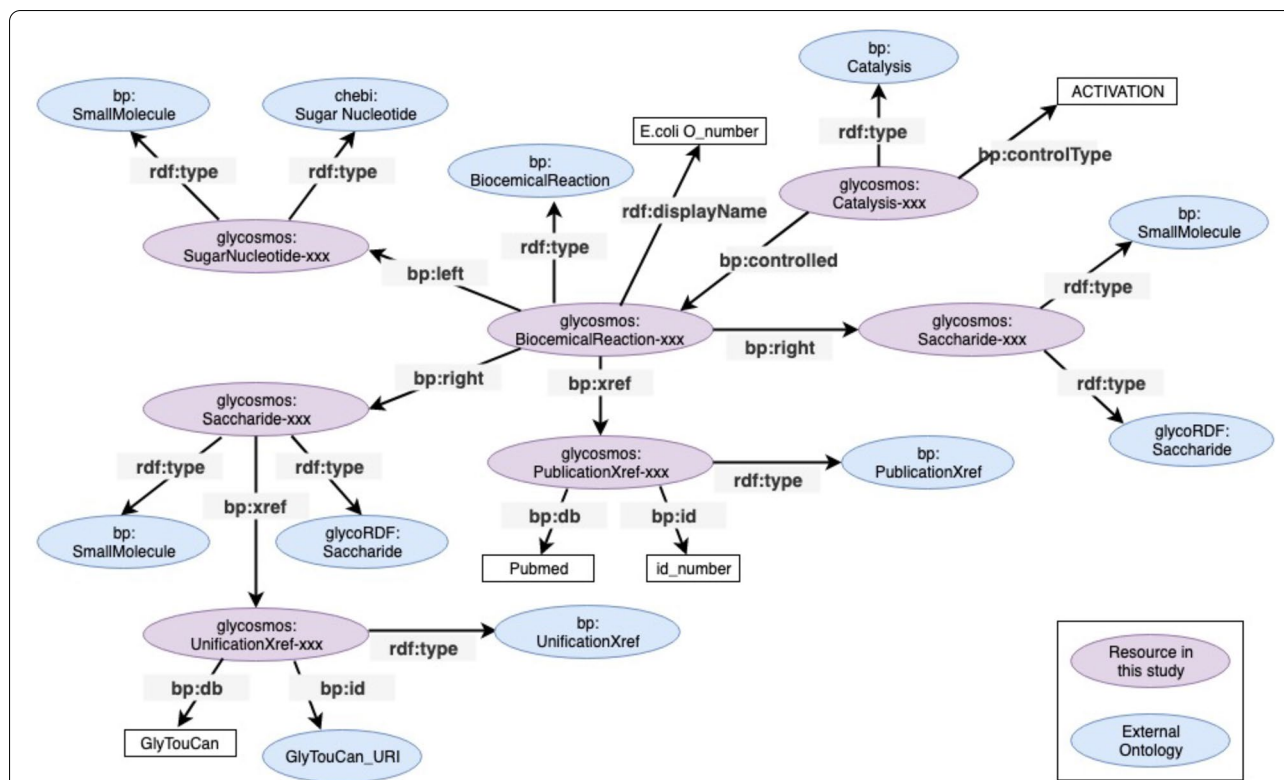 bp:
Catalysis
ACTIVATION
bp:
SmallMolecule
chebi:
Sugar Nucleotide
E.coli O_number
rdf:type
bp:controlType
bp:
BiocemicalReaction
rdf:type
rdf:type
glycosmos:
Catalysis-xxx
rdf:displayName
bp:
SmallMolecule
glycosmos:
SugarNucleotide-xxx
rdf:type
bp:controlled
bp:left
rdf:type
glycosmos:
BiocemicalReaction-xxx
glycosmos:
Saccharide-xxx
bp:right
bp:right
bp:xref
rdf:type
glycosmos:
Saccharide-xxx
glycoRDF:
Saccharide
rdf:type
rdf:type
glycosmos:
PublicationXref-xxx
bp:
PublicationXref
rdf:type
bp:xref
bp:db
bp:id
bp:
SmallMolecule
glycoRDF:
Saccharide
Pubmed
id_number
glycosmos:
UnificationXref-xxx
bp:
UnificationXref
rdf:type
bp:db
bp:id
GlyTouCan
GlyTouCan_URI
Resource in
this study
External
Ontology